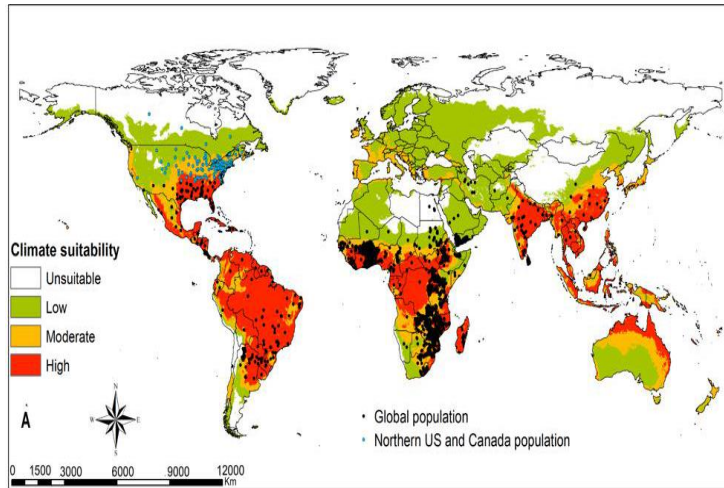 Climate suitability
Unsuitable
Low
Moderate
High
A
N
W
E
S
Global population
Northern US and Canada population
0 1500 3000 6000 9000 12000
Km